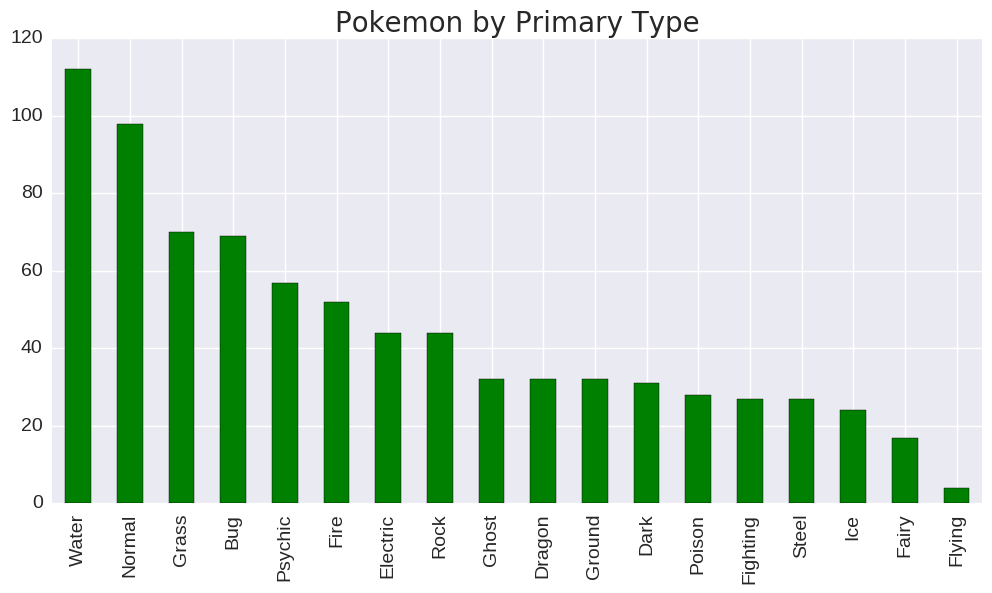 Pokemon by Primary Type
120
100
80
60
40
20
0
Water
Normal
Grass
Bug
Psychic
Fire
Electric
Rock
Ghost
Dragon
Ground
Dark
Poison
Fighting
Steel
Ice
Fairy
Flying